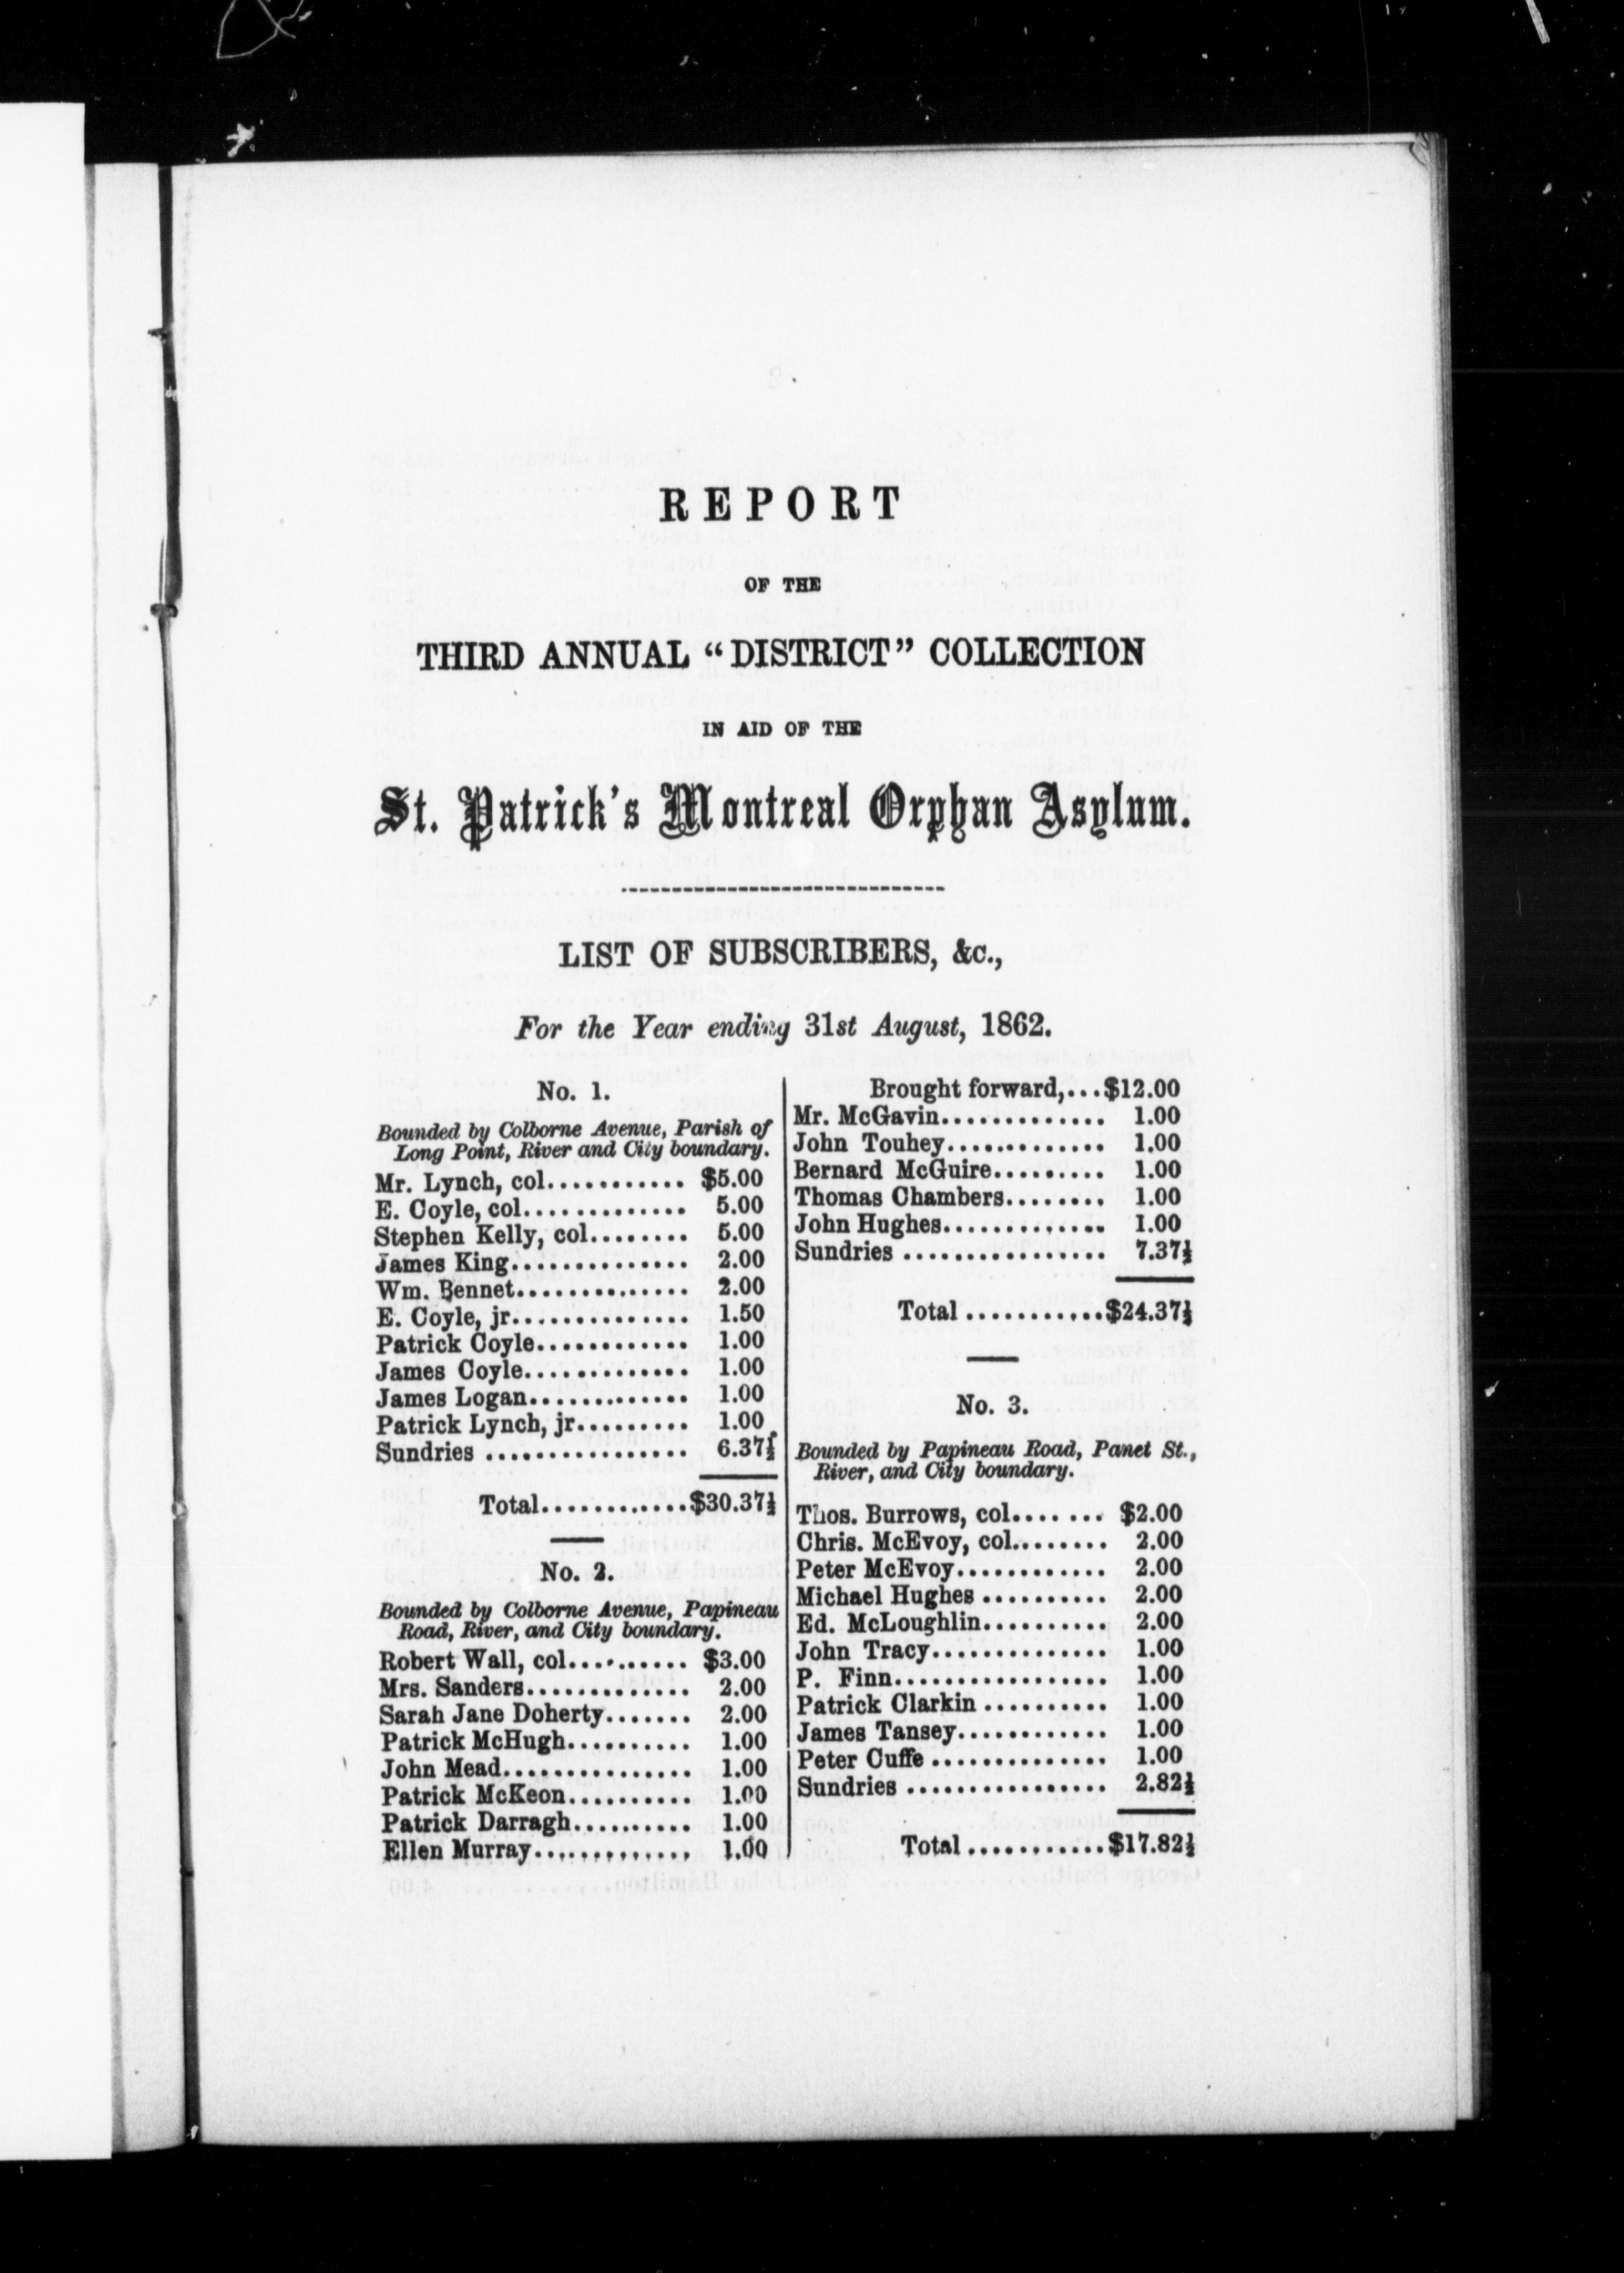 REPORT
OF THE
THIRD ANNUAL “DISTRICT” COLLECTION
IN AID OF THE
St. Patrick's Montreal Orphan Asylum.
LIST OF SUBSCRIBERS, &c.,
For the Year ending 31st August, 1862.
No. 1.
Bounded by Colborne Avenue, Parish of
Long Point, River and City boundary.
Mr. Lynch, col........... $5.00
E. Coyle, col............. 5.00
Stephen Kelly, col........ 5.00
James King.............. 2.00
Wm. Bennet.............. 2.00
E. Coyle, jr.............. 1.50
Patrick Coyle............ 1.00
James Coyle............. 1.00
James Logan............. 1.00
Patrick Lynch, jr......... 1.00
Sundries ................ 6.37½
Total............$30.37½
No. 2.
Bounded by Colborne Avenue, Papineau
Road, River, and City boundary.
Robert Wall, col.......... $3.00
Mrs. Sanders............. 2.00
Sarah Jane Doherty....... 2.00
Patrick McHugh.......... 1.00
John Mead............... 1.00
Patrick McKeon.......... 1.00
Patrick Darragh.......... 1.00
Ellen Murray............. 1.00
Brought forward,...$12.00
Mr. McGavin............. 1.00
John Touhey............. 1.00
Bernard McGuire......... 1.00
Thomas Chambers........ 1.00
John Hughes............. 1.00
Sundries ................ 7.37½
Total ...........$24.37½
No. 3.
Bounded by Papineau Road, Panet St.,
River, and City boundary.
Thos. Burrows, col....... $2.00
Chris. McEvoy, col........ 2.00
Peter McEvoy............ 2.00
Michael Hughes .......... 2.00
Ed. McLoughlin.......... 2.00
John Tracy.............. 1.00
P. Finn................. 1.00
Patrick Clarkin .......... 1.00
James Tansey............ 1.00
Peter Cuffe .............. 1.00
Sundries ................ 2.82½
Total ...........$17.82½